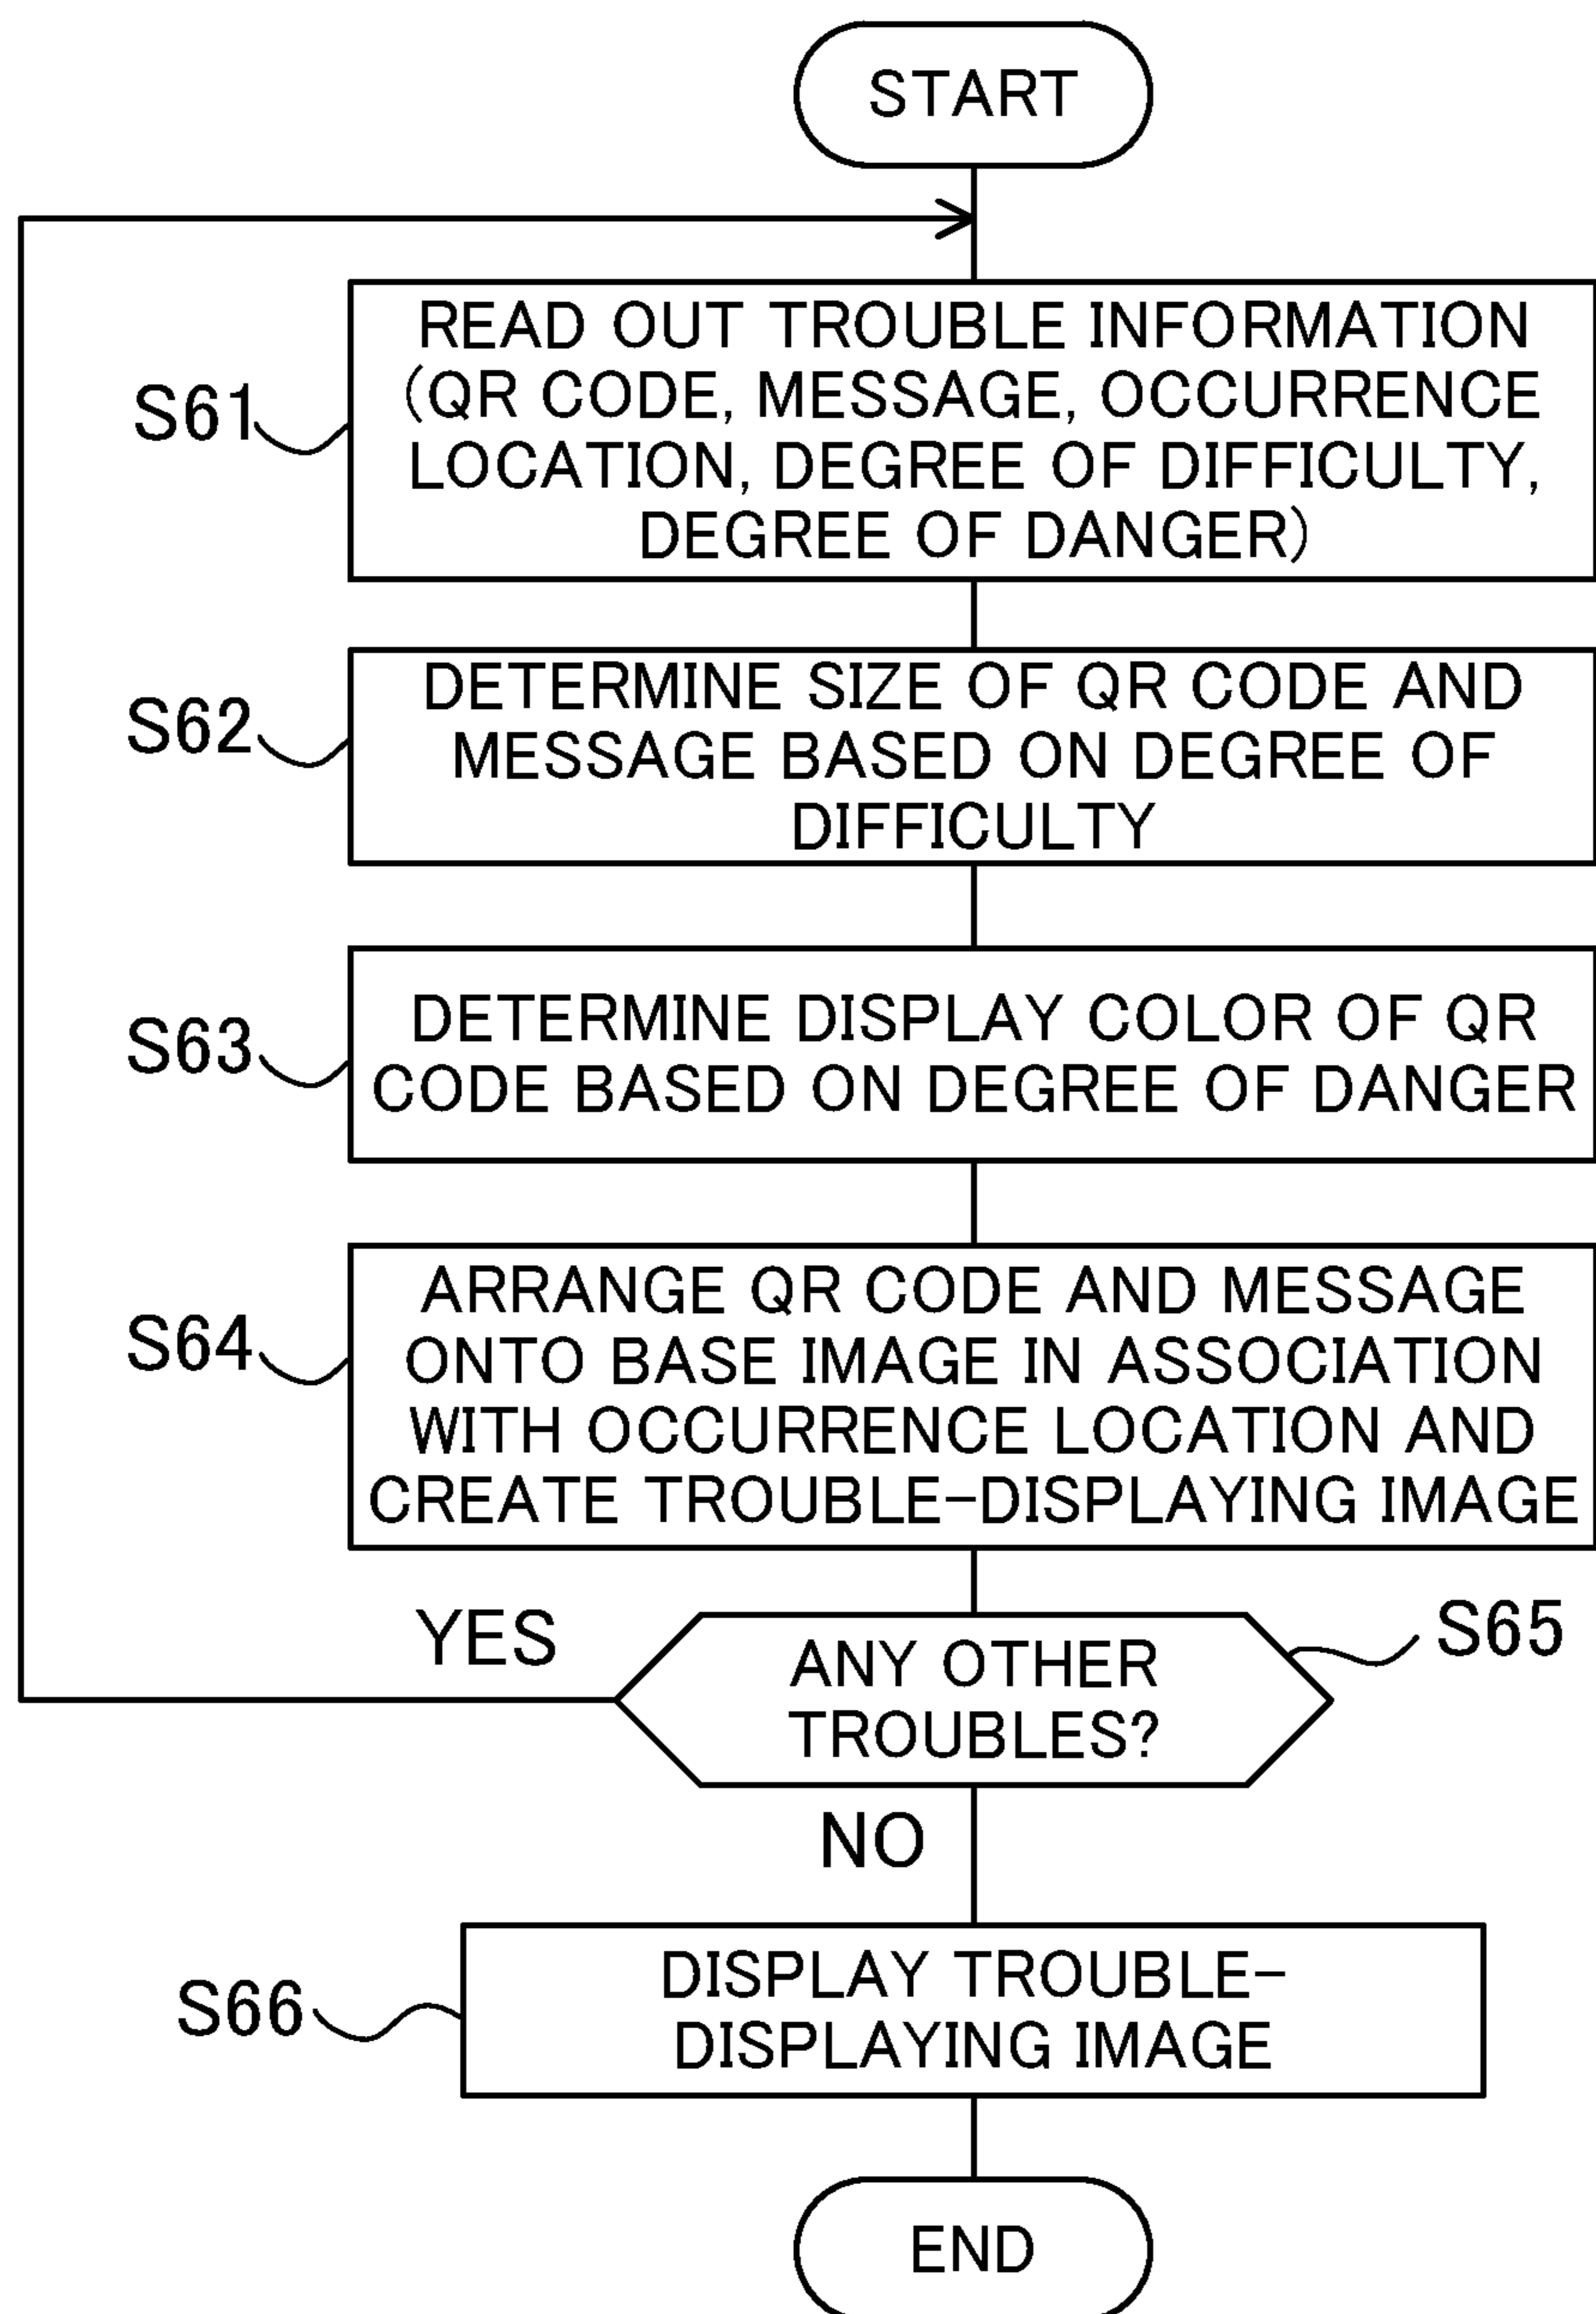 START
S61
READ OUT TROUBLE INFORMATION
(QR CODE, MESSAGE, OCCURRENCE
LOCATION, DEGREE OF DIFFICULTY,
DEGREE OF DANGER)
S62
DETERMINE SIZE OF QR CODE AND
MESSAGE BASED ON DEGREE OF
DIFFICULTY
S63
DETERMINE DISPLAY COLOR OF QR
CODE BASED ON DEGREE OF DANGER
S64
ARRANGE QR CODE AND MESSAGE
ONTO BASE IMAGE IN ASSOCIATION
WITH OCCURRENCE LOCATION AND
CREATE TROUBLE-DISPLAYING IMAGE
YES
S65
ANY OTHER
TROUBLES?
NO
S66
DISPLAY TROUBLE-
DISPLAYING IMAGE
END